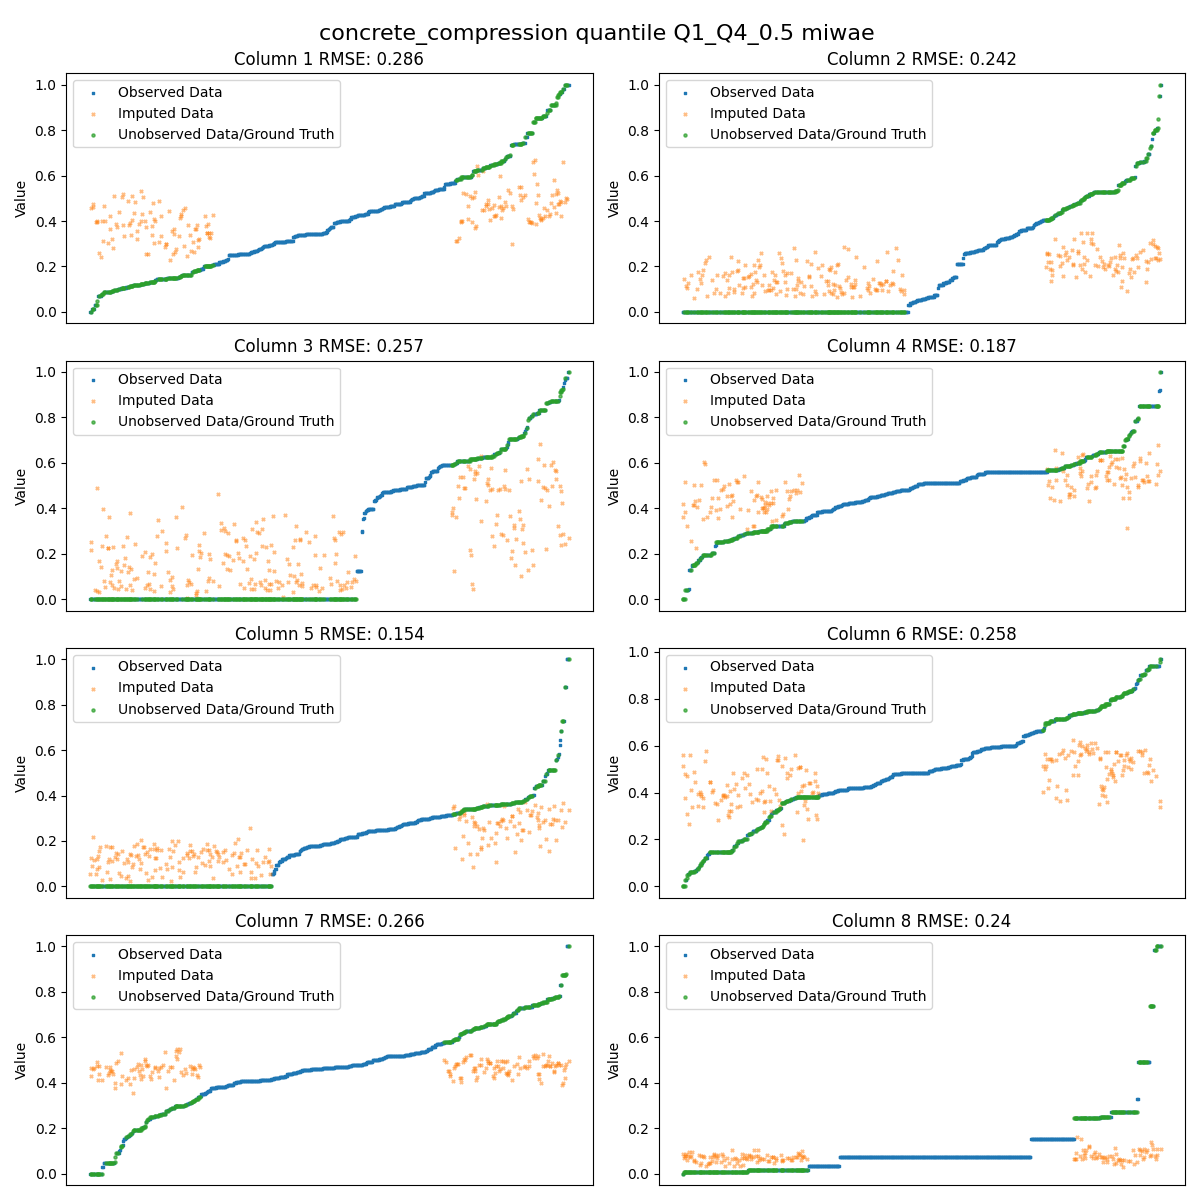 concrete_compression quantile Q1_Q4_0.5 miwae
Column 1 RMSE: 0.286
Value
1.0
0.8
0.6
0.4
0.2
0.0
Observed Data
Imputed Data
Unobserved Data/Ground Truth
Column 2 RMSE: 0.242
Value
1.0
0.8
0.6
0.4
0.2
0.0
Observed Data
Imputed Data
Unobserved Data/Ground Truth
Column 3 RMSE: 0.257
Value
1.0
0.8
0.6
0.4
0.2
0.0
Observed Data
Imputed Data
Unobserved Data/Ground Truth
Column 4 RMSE: 0.187
Value
1.0
0.8
0.6
0.4
0.2
0.0
Observed Data
Imputed Data
Unobserved Data/Ground Truth
Column 5 RMSE: 0.154
Value
1.0
0.8
0.6
0.4
0.2
0.0
Observed Data
Imputed Data
Unobserved Data/Ground Truth
Column 6 RMSE: 0.258
Value
1.0
0.8
0.6
0.4
0.2
0.0
Observed Data
Imputed Data
Unobserved Data/Ground Truth
Column 7 RMSE: 0.266
Value
1.0
0.8
0.6
0.4
0.2
0.0
Observed Data
Imputed Data
Unobserved Data/Ground Truth
Column 8 RMSE: 0.24
Value
1.0
0.8
0.6
0.4
0.2
0.0
Observed Data
Imputed Data
Unobserved Data/Ground Truth